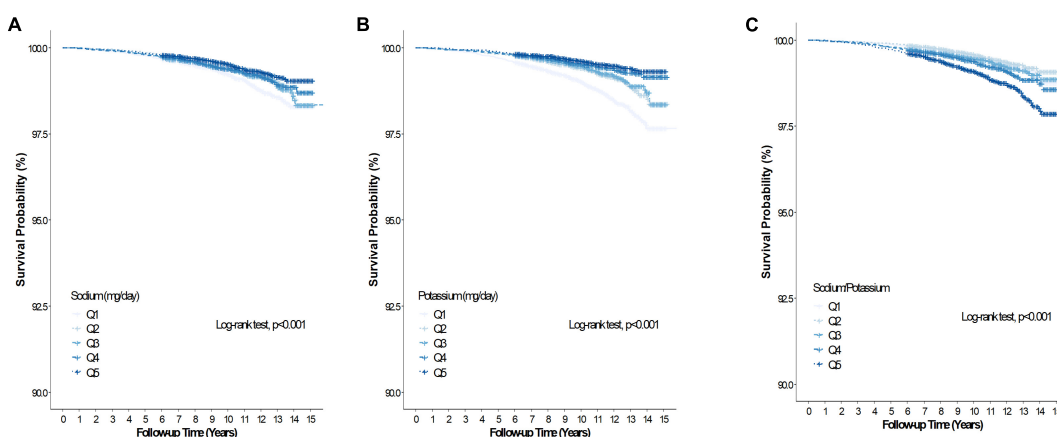 A
100.0
97.5
95.0
92.5
90.0
Survival Probability (%)
Sodium (mg/day)
Q1
Q2
Q3
Q4
Q5
Log-rank test, p<0.001
0 1 2 3 4 5 6 7 8 9 10 11 12 13 14 15
Follow-up Time (Years)
B
100.0
97.5
95.0
92.5
90.0
Survival Probability (%)
Potassium (mg/day)
Q1
Q2
Q3
Q4
Q5
Log-rank test, p<0.001
0 1 2 3 4 5 6 7 8 9 10 11 12 13 14 15
Follow-up Time (Years)
C
100.0
97.5
95.0
92.5
90.0
Survival Probability (%)
Sodium/Potassium
Q1
Q2
Q3
Q4
Q5
Log-rank test, p<0.001
0 1 2 3 4 5 6 7 8 9 10 11 12 13 14 15
Follow-up Time (Years)